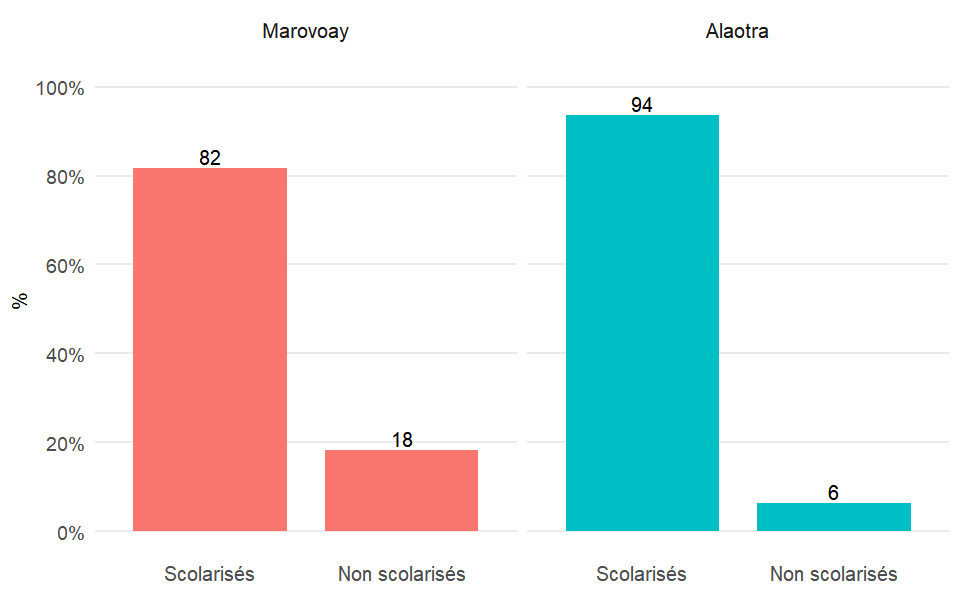 Marovoay
Alaotra
100%
80%
60%
40%
20%
0%
%
82
18
94
6
Scolarisés
Non scolarisés
Scolarisés
Non scolarisés